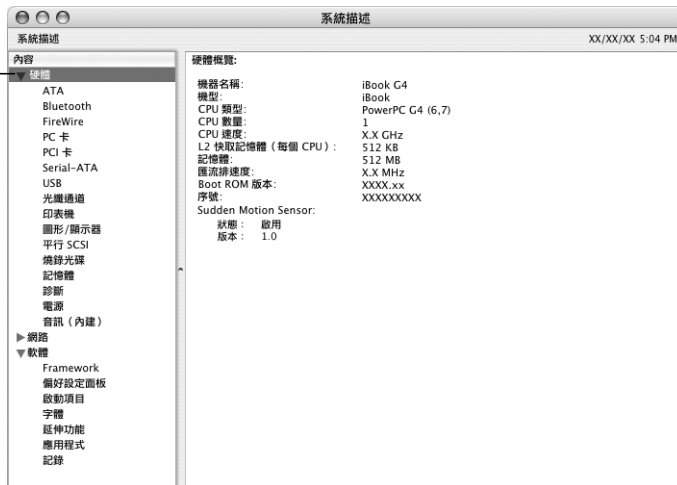 系統描述
系統描述 XX/XX/XX 5:04 PM
內容
硬體
ATA
Bluetooth
FireWire
PC 卡
PCI 卡
Serial-ATA
USB
光纖通道
印表機
圖形/顯示器
平行 SCSI
燒錄光碟
記憶體
診斷
電源
音訊（內建）
網路
軟體
Framework
偏好設定面板
啟動項目
字體
延伸功能
應用程式
記錄
硬體概覽:
機器名稱: iBook G4
機型: iBook
CPU 類型: PowerPC G4 (6,7)
CPU 數量: 1
CPU 速度: X.X GHz
L2 快取記憶體（每個 CPU）: 512 KB
記憶體: 512 MB
匯流排速度: X.X MHz
Boot ROM 版本: XXXX.xx
序號: XXXXXXXXX
Sudden Motion Sensor:
狀態： 啟用
版本： 1.0